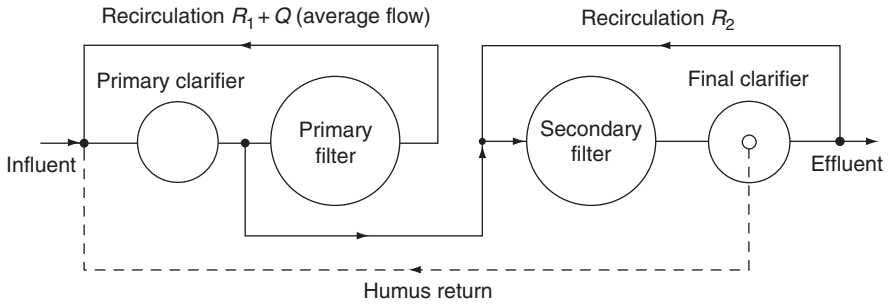 Recirculation R₁ + Q (average flow)
Recirculation R₂
Primary clarifier
Final clarifier
Primary
filter
Secondary
filter
Influent
Effluent
Humus return